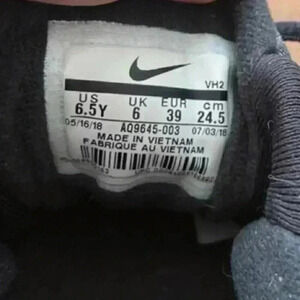 VH2
US UK EUR cm
6.5Y 6 39 24.5
05/16/18 AQ9645-003 07/03/18
MADE IN VIETNAM
FABRIQUE AU VIETNAM